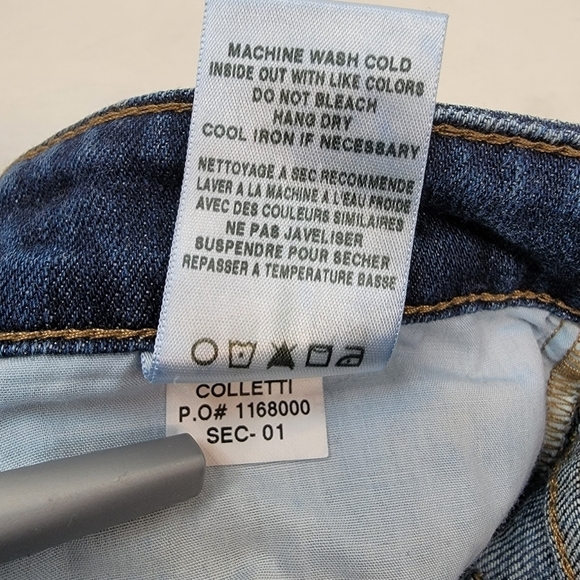 MACHINE WASH COLD
INSIDE OUT WITH LIKE COLORS
DO NOT BLEACH
HANG DRY
COOL IRON IF NECESSARY
NETTOYAGE A SEC RECOMMENDE
LAVER A LA MACHINE A L'EAU FROIDE
AVEC DES COULEURS SIMILAIRES
NE PAS JAVELISER
SUSPENDRE POUR SECHER
REPASSER A TEMPERATURE BASSE
COLLETTI
P.O# 1168000
SEC- 01